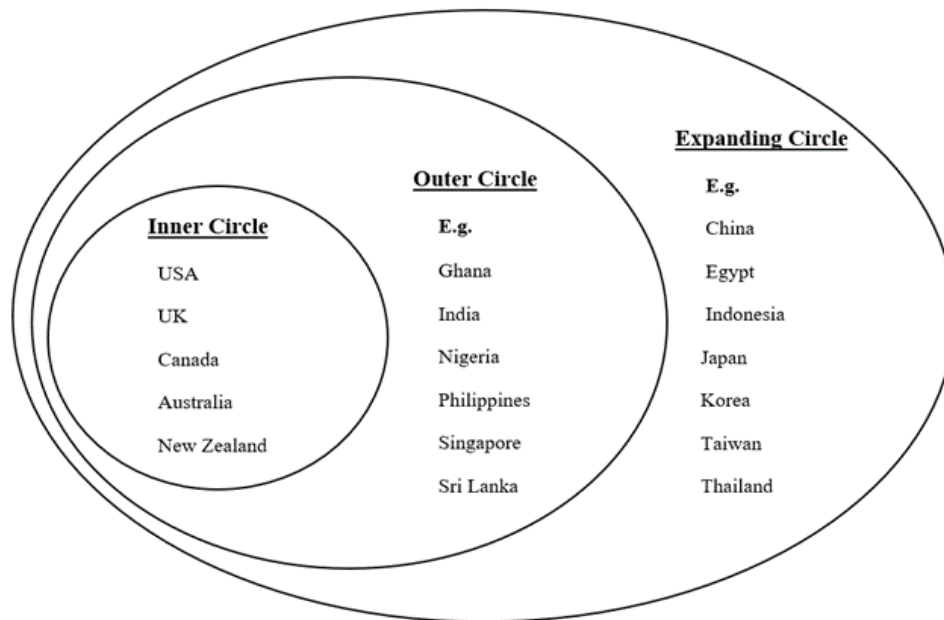 Inner Circle
USA
UK
Canada
Australia
New Zealand
Outer Circle
E.g.
Ghana
India
Nigeria
Philippines
Singapore
Sri Lanka
Expanding Circle
E.g.
China
Egypt
Indonesia
Japan
Korea
Taiwan
Thailand